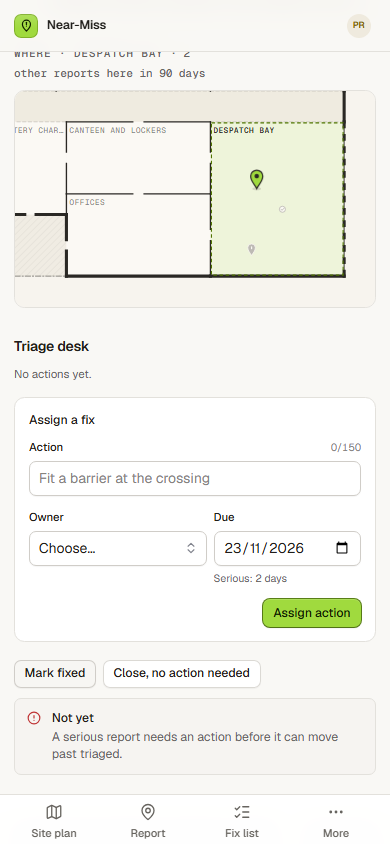 Near-Miss
PR
WHERE · DESPATCH BAY · 2
other reports here in 90 days
TERY CHAR…
CANTEEN AND LOCKERS
DESPATCH BAY
OFFICES
Triage desk
No actions yet.
Assign a fix
Action
0/150
Fit a barrier at the crossing
Owner
Due
Choose...
23/11/2026
Serious: 2 days
Assign action
Mark fixed
Close, no action needed
Not yet
A serious report needs an action before it can move
past triaged.
Site plan
Report
Fix list
More